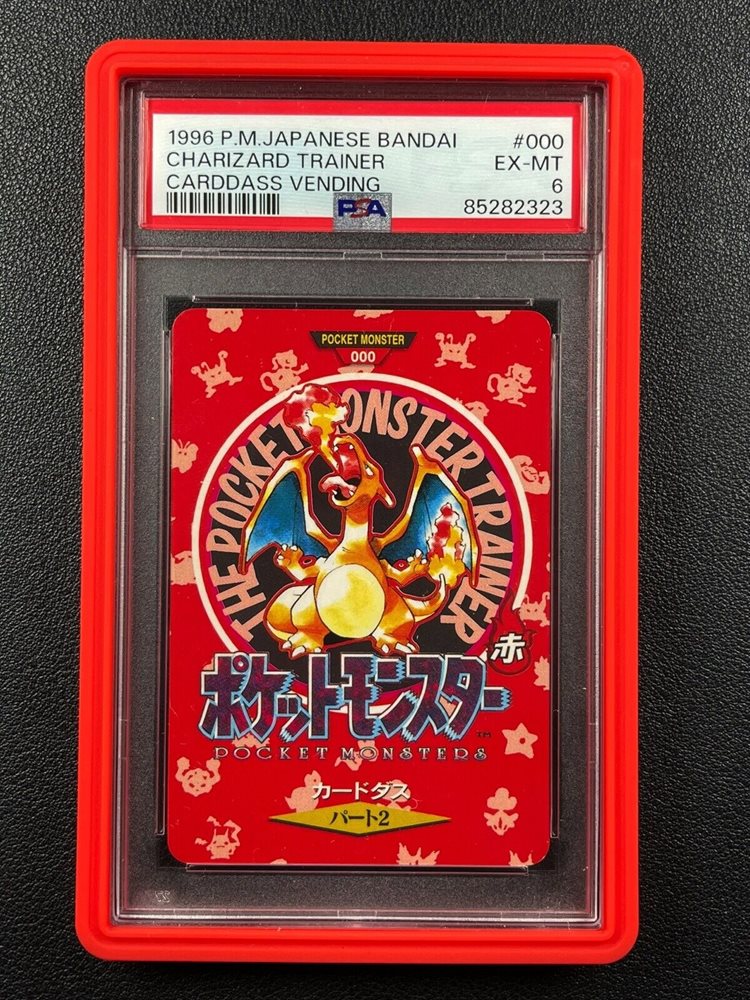 1996 P.M.JAPANESE BANDAI #000
CHARIZARD TRAINER EX-MT
CARDDASS VENDING 6
PSA 85282323
POCKET MONSTER
000
THE POCKET MONSTER TRAINER
赤
ポケットモンスター
TM
POCKET MONSTERS
カードダス
パート2